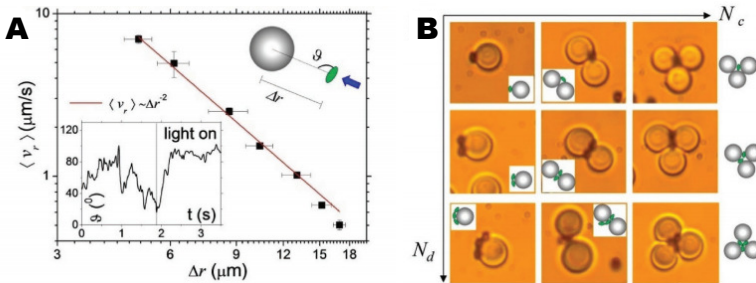 A
⟨v_r⟩ (μm/s)
10
1
ϑ
Δr
⟨v_r⟩~Δr⁻²
light on
120
80
40
0
ϑ (°)
0 1 t (s) 2 3
3 6 9 12 15 18
Δr (μm)
B
N_c
N_d